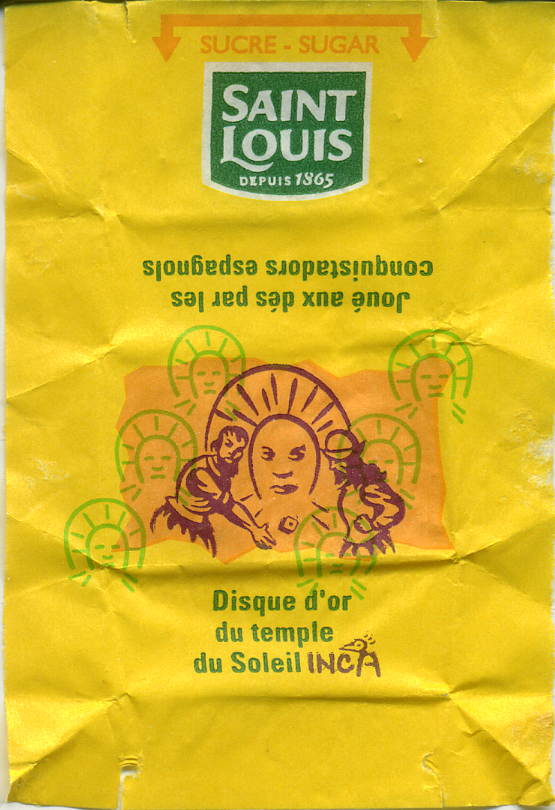 SUCRE - SUGAR
SAINT
LOUIS
DEPUIS 1865
Joué aux dés par les
conquistadors espagnols
Disque d'or
du temple
du Soleil INCA